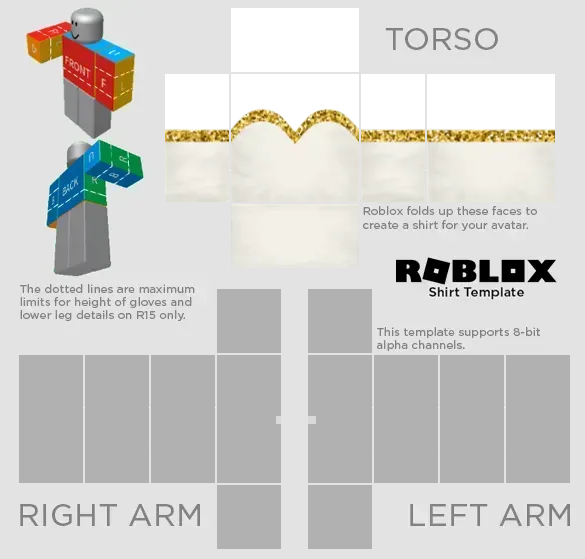 TORSO
FRONT F L
BACK
Roblox folds up these faces to
create a shirt for your avatar.
ROBLOX
Shirt Template
The dotted lines are maximum
limits for height of gloves and
lower leg details on R15 only.
This template supports 8-bit
alpha channels.
RIGHT ARM
LEFT ARM